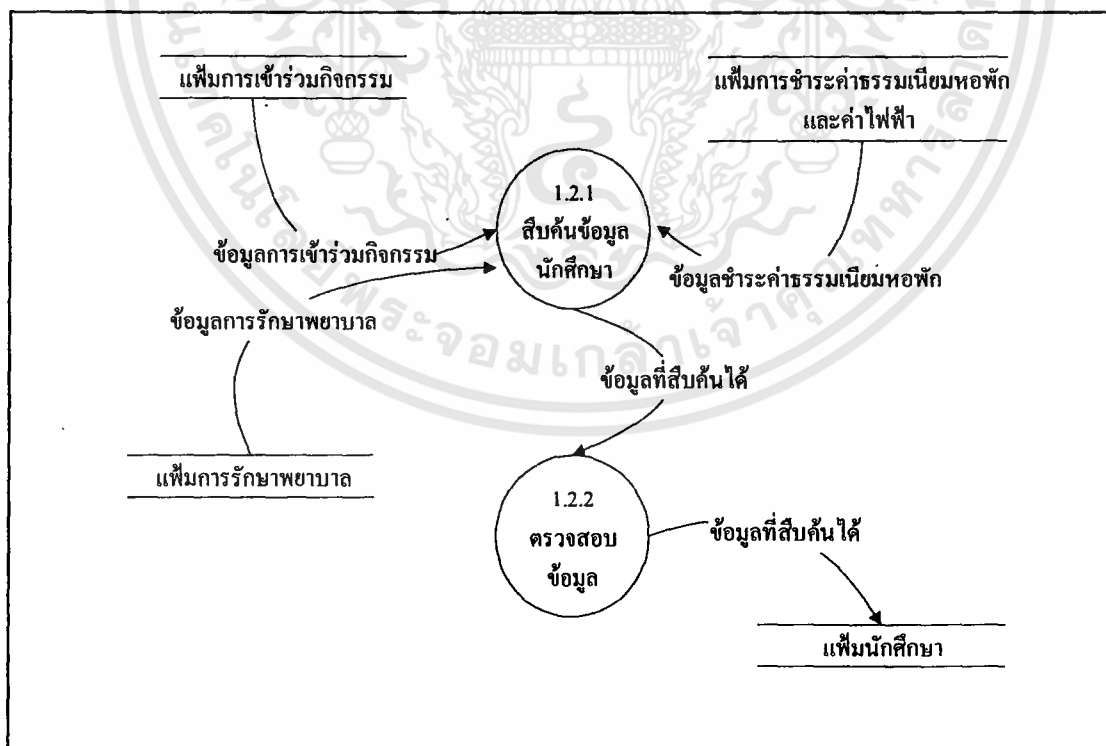 แฟ้มการเข้าร่วมกิจกรรม
แฟ้มการชำระค่าธรรมเนียมหอพัก
และค่าไฟฟ้า
1.2.1
สืบค้นข้อมูล
นักศึกษา
ข้อมูลการเข้าร่วมกิจกรรม
ข้อมูลชำระค่าธรรมเนียมหอพัก
ข้อมูลการรักษาพยาบาล
ข้อมูลที่สืบค้นได้
แฟ้มการรักษาพยาบาล
1.2.2
ตรวจสอบ
ข้อมูล
ข้อมูลที่สืบค้นได้
แฟ้มนักศึกษา